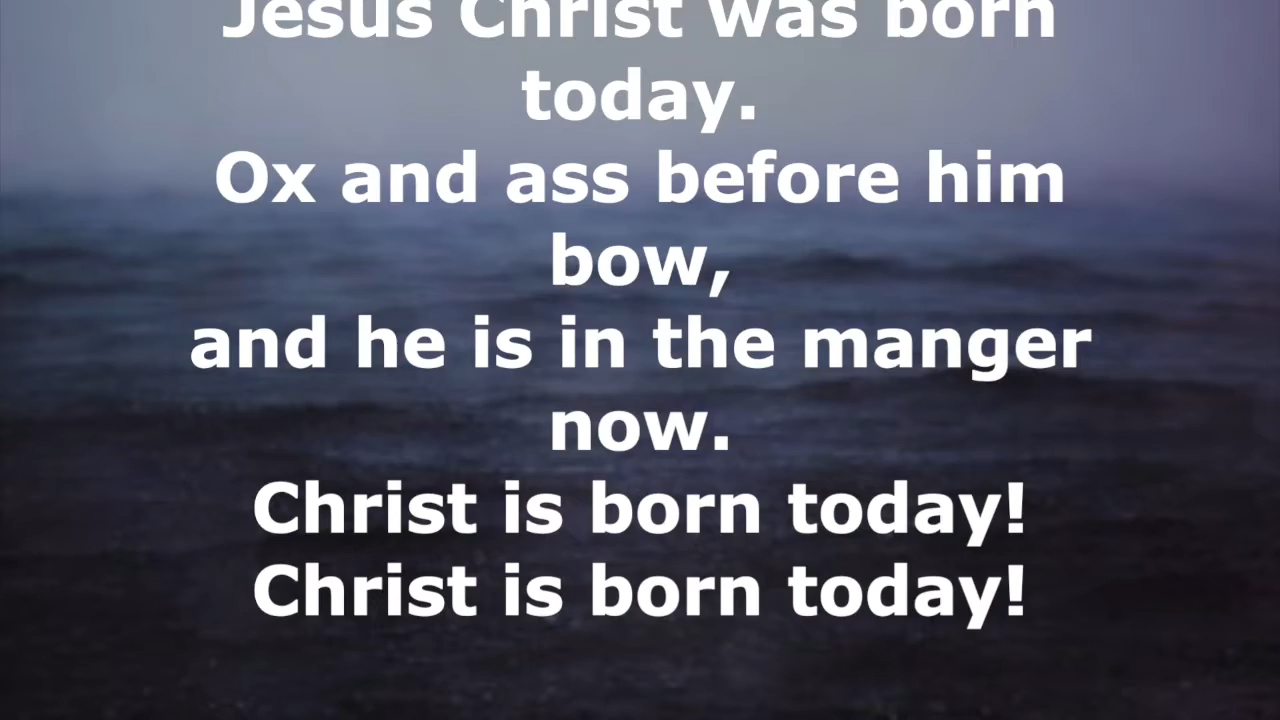 Jesus Christ was born
today.
Ox and ass before him
bow,
and he is in the manger
now.
Christ is born today!
Christ is born today!